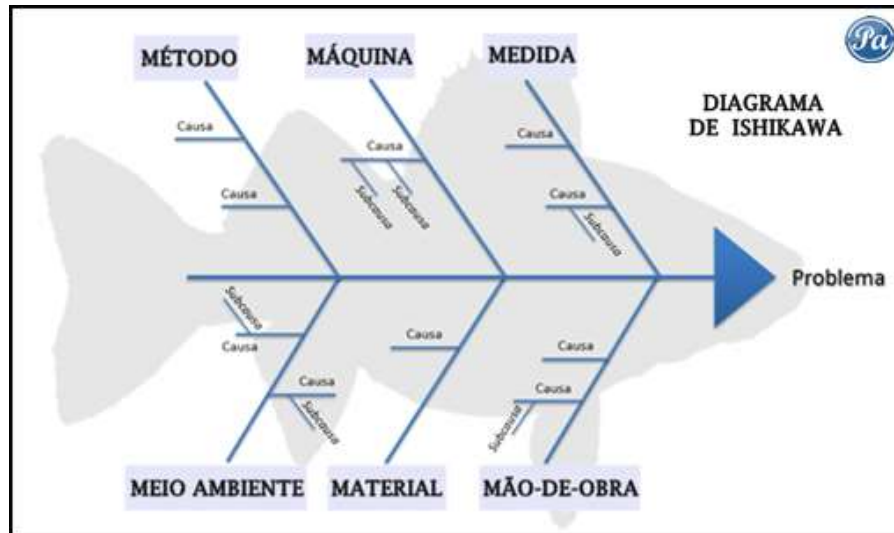 Pa
MÉTODO
MÁQUINA
MEDIDA
DIAGRAMA
DE ISHIKAWA
Causa
Causa
Causa
Subcausa
Subcausa
Causa
Causa
Subcausa
Problema
Subcausa
Causa
Causa
Subcausa
Causa
Causa
Causa
Subcausa
MEIO AMBIENTE
MATERIAL
MÃO-DE-OBRA